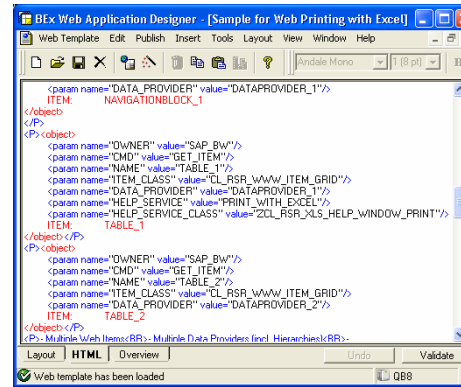 BEx Web Application Designer - [Sample for Web Printing with Excel]
Web Template Edit Publish Insert Tools Layout View Window Help
Andale Mono 1 (8 pt)
<param name="DATA_PROVIDER" value="DATAPROVIDER_1"/>
ITEM: NAVIGATIONBLOCK_1
</object>
</P>
<P><object>
<param name="OWNER" value="SAP_BW"/>
<param name="CMD" value="GET_ITEM"/>
<param name="NAME" value="TABLE_1"/>
<param name="ITEM_CLASS" value="CL_RSR_WWW_ITEM_GRID"/>
<param name="DATA_PROVIDER" value="DATAPROVIDER_1"/>
<param name="HELP_SERVICE" value="PRINT_WITH_EXCEL"/>
<param name="HELP_SERVICE_CLASS" value="ZCL_RSR_XLS_HELP_WINDOW_PRINT"/>
ITEM: TABLE_1
</object></P>
<P><object>
<param name="OWNER" value="SAP_BW"/>
<param name="CMD" value="GET_ITEM"/>
<param name="NAME" value="TABLE_2"/>
<param name="ITEM_CLASS" value="CL_RSR_WWW_ITEM_GRID"/>
<param name="DATA_PROVIDER" value="DATAPROVIDER_2"/>
ITEM: TABLE_2
</object></P>
<P>- Multiple Web Items<BR>- Multiple Data Providers (incl. Hierarchies)<BR>-
Layout HTML Overview Undo Validate
Web template has been loaded QB8